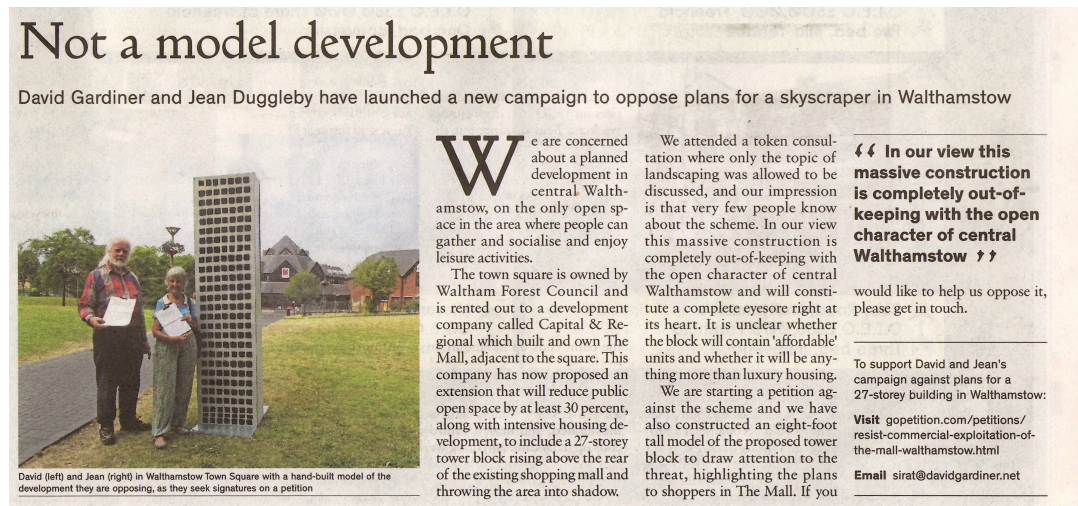 Not a model development
David Gardiner and Jean Duggleby have launched a new campaign to oppose plans for a skyscraper in Walthamstow
David (left) and Jean (right) in Walthamstow Town Square with a hand-built model of the
development they are opposing, as they seek signatures on a petition
We are concerned
about a planned
development in
central Walth-
amstow, on the only open sp-
ace in the area where people can
gather and socialise and enjoy
leisure activities.
The town square is owned by
Waltham Forest Council and
is rented out to a development
company called Capital & Re-
gional which built and own The
Mall, adjacent to the square. This
company has now proposed an
extension that will reduce public
open space by at least 30 percent,
along with intensive housing de-
velopment, to include a 27-storey
tower block rising above the rear
of the existing shopping mall and
throwing the area into shadow.
We attended a token consul-
tation where only the topic of
landscaping was allowed to be
discussed, and our impression
is that very few people know
about the scheme. In our view
this massive construction is
completely out-of-keeping with
the open character of central
Walthamstow and will consti-
tute a complete eyesore right at
its heart. It is unclear whether
the block will contain 'affordable'
units and whether it will be any-
thing more than luxury housing.
We are starting a petition ag-
ainst the scheme and we have
also constructed an eight-foot
tall model of the proposed tower
block to draw attention to the
threat, highlighting the plans
to shoppers in The Mall. If you
“ In our view this
massive construction
is completely out-of-
keeping with the open
character of central
Walthamstow ”
would like to help us oppose it,
please get in touch.
To support David and Jean's
campaign against plans for a
27-storey building in Walthamstow:
Visit gopetition.com/petitions/
resist-commercial-exploitation-of-
the-mall-walthamstow.html
Email sirat@davidgardiner.net